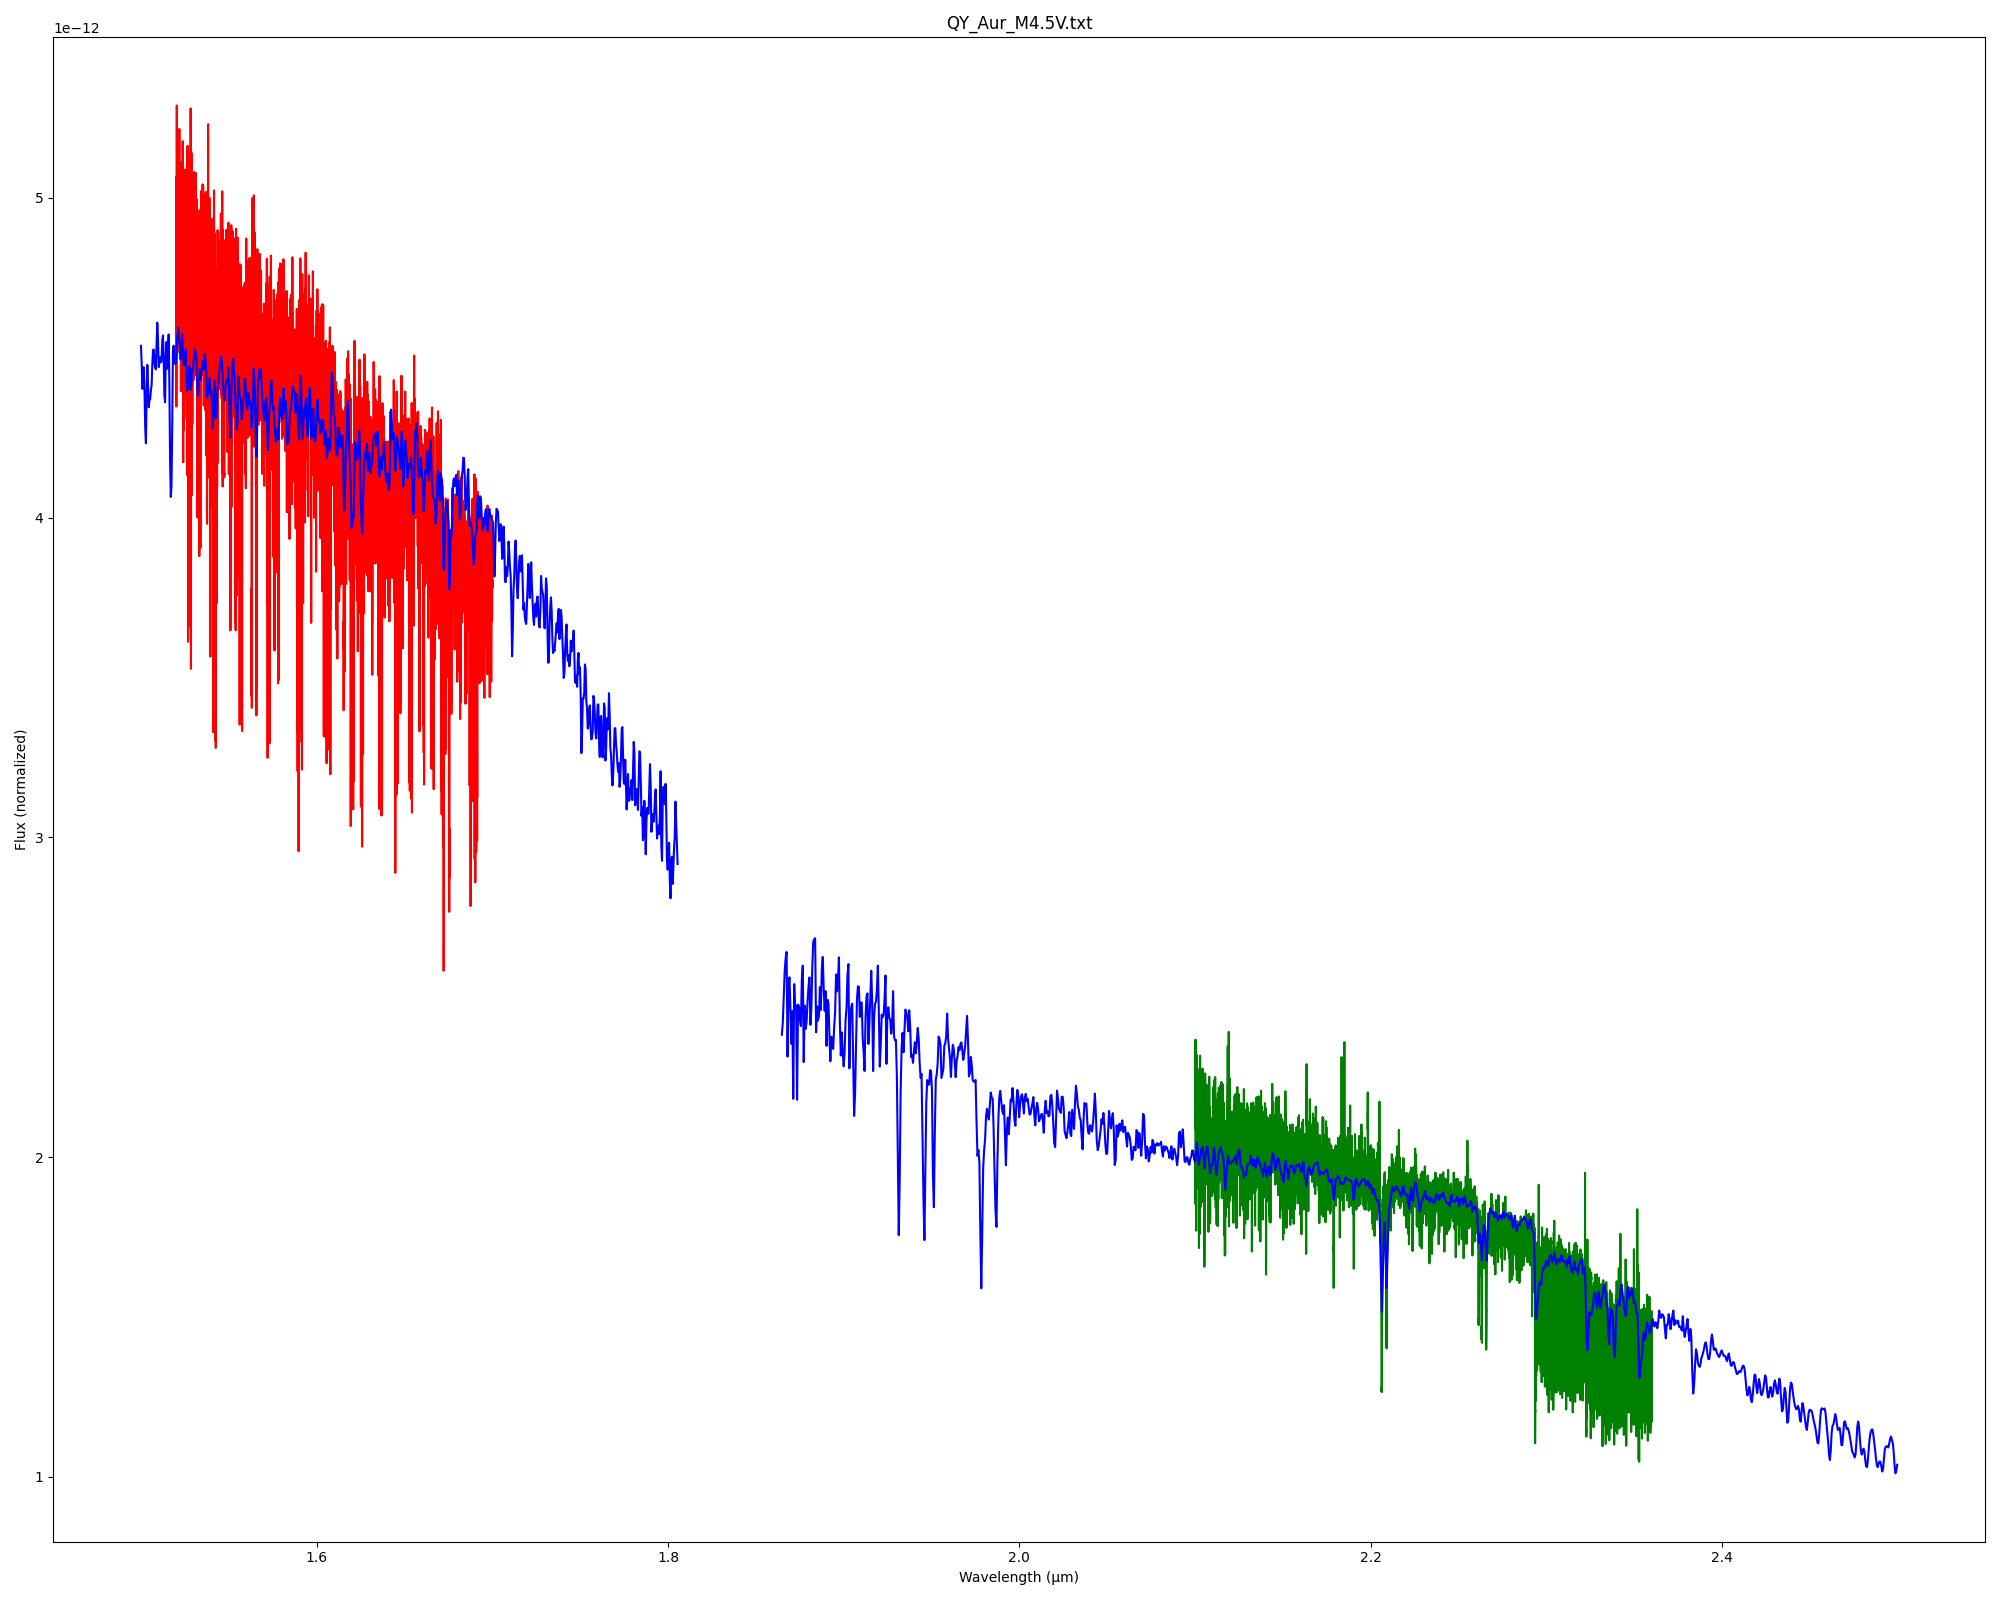 QY_Aur_M4.5V.txt
1e−12
5
4
3
2
1
Flux (normalized)
1.6
1.8
2.0
2.2
2.4
Wavelength (μm)